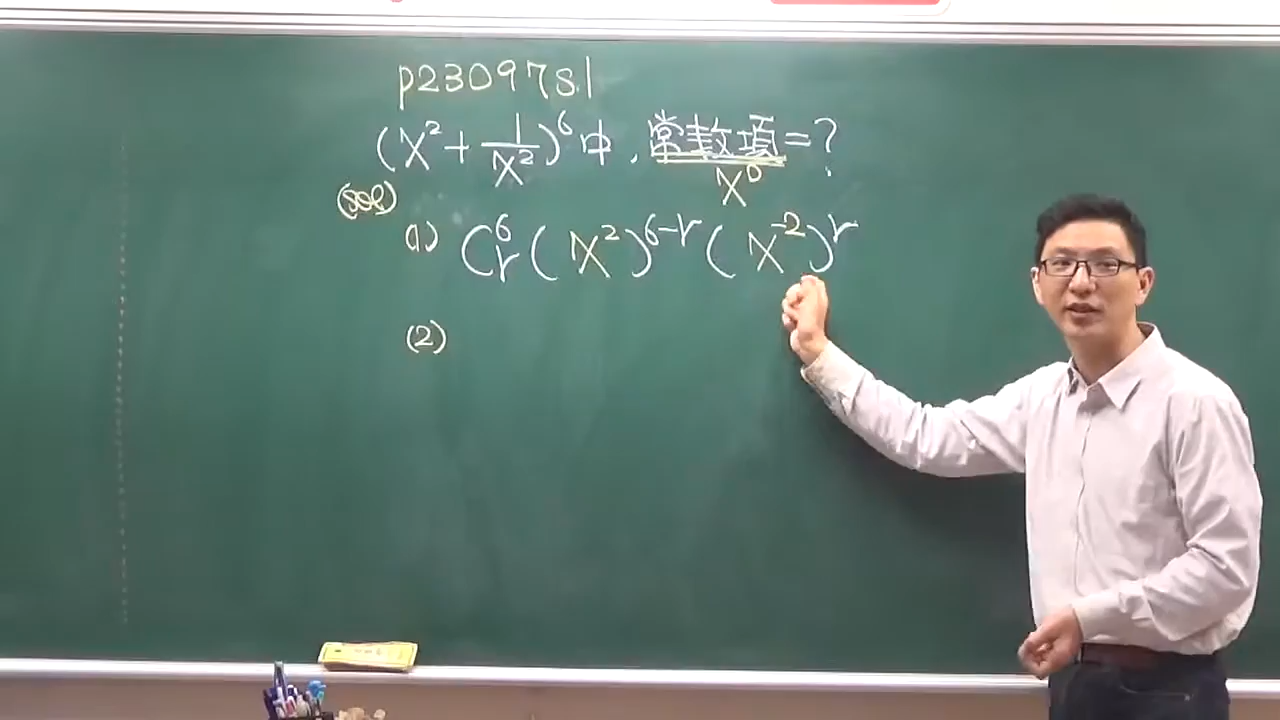 p23097s.1
(x² + 1/x²)⁶中, 常數項=?
x⁰
(sol)
(1) C⁶ᵣ(x²)⁶⁻ʳ(x⁻²)ʳ
(2)